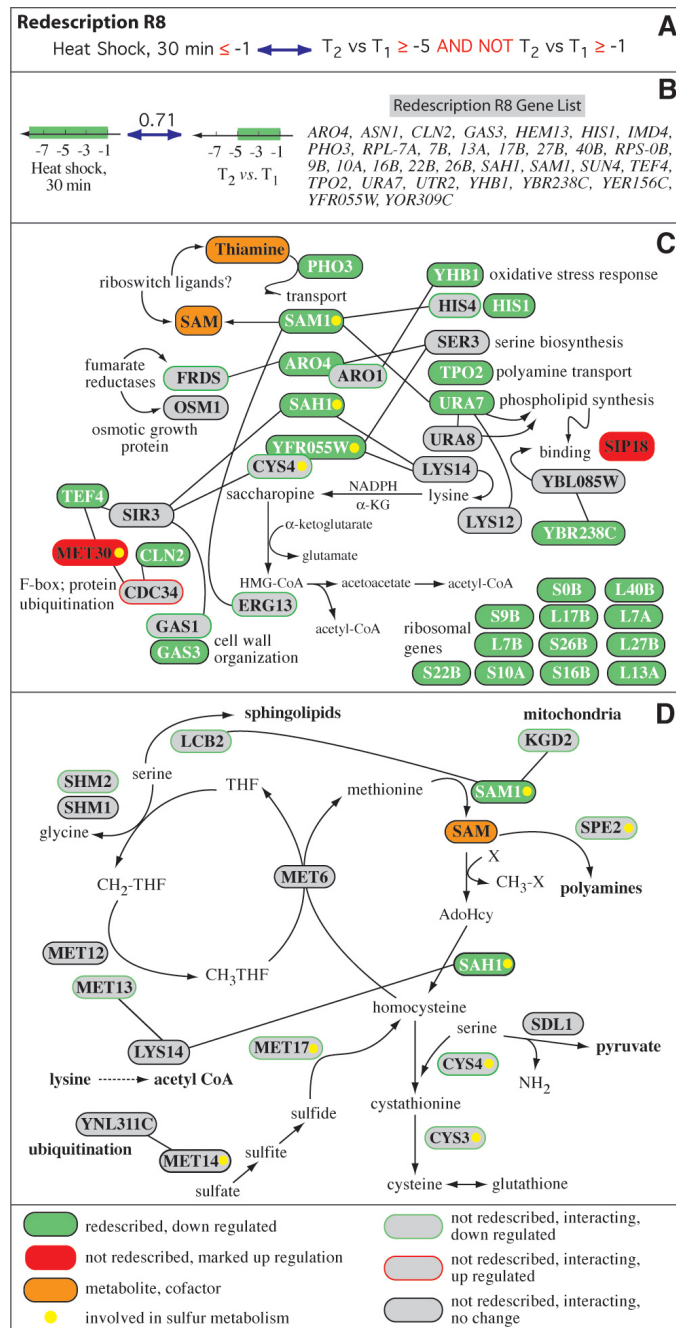 Redescription R8
A
Heat Shock, 30 min ≤ -1 T2 vs T1 ≥ -5 AND NOT T2 vs T1 ≥ -1
B
0.71
-7 -5 -3 -1
Heat shock,
30 min
-7 -5 -3 -1
T2 vs. T1
Redescription R8 Gene List
ARO4, ASN1, CLN2, GAS3, HEM13, HIS1, IMD4,
PHO3, RPL-7A, 7B, 13A, 17B, 27B, 40B, RPS-0B,
9B, 10A, 16B, 22B, 26B, SAH1, SAM1, SUN4, TEF4,
TPO2, URA7, UTR2, YHB1, YBR238C, YER156C,
YFR055W, YOR309C
C
Thiamine
riboswitch ligands?
PHO3
transport
SAM
SAM1
YHB1 oxidative stress response
HIS4 HIS1
SER3 serine biosynthesis
fumarate
reductases
FRDS
ARO4
ARO1
TPO2 polyamine transport
OSM1
osmotic growth
protein
SAH1
URA7 phospholipid synthesis
URA8
binding
SIP18
YFR055W
CYS4
LYS14
YBL085W
saccharopine
NADPH
α-KG
lysine
LYS12
YBR238C
TEF4
SIR3
α-ketoglutarate
glutamate
MET30
CLN2
F-box; protein
ubiquitination
CDC34
HMG-CoA acetoacetate acetyl-CoA
ERG13
acetyl-CoA
GAS1
GAS3
cell wall
organization
ribosomal
genes
S0B L40B
S9B L17B L7A
L7B S26B L27B
S22B S10A S16B L13A
D
sphingolipids
mitochondria
LCB2
KGD2
serine
SHM2
SHM1
glycine
THF
methionine
SAM1
SAM
SPE2
X
CH3-X
polyamines
MET6
CH2-THF
AdoHcy
MET12
CH3THF
SAH1
MET13
homocysteine
LYS14
MET17
serine
SDL1
pyruvate
lysine acetyl CoA
CYS4
NH2
sulfide
cystathionine
YNL311C
ubiquitination
sulfite
CYS3
MET14
sulfate
cysteine glutathione
redescribed, down regulated
not redescribed, marked up regulation
metabolite, cofactor
involved in sulfur metabolism
not redescribed, interacting,
down regulated
not redescribed, interacting,
up regulated
not redescribed, interacting,
no change